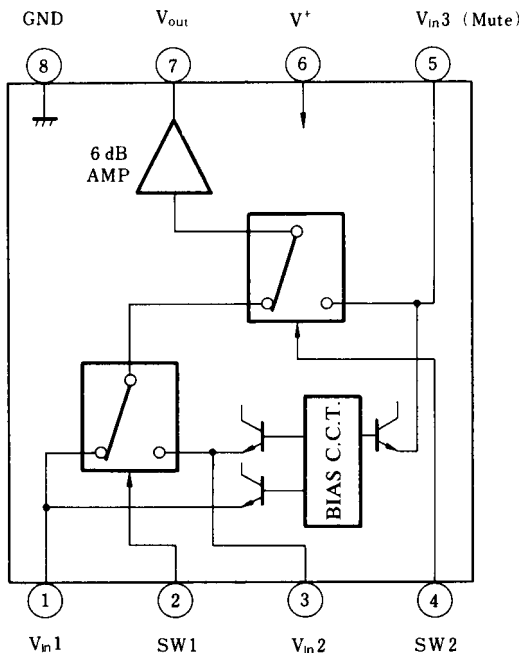 GND Vout V+ Vin3 (Mute)
8 7 6 5
6 dB
AMP
BIAS C.C.T.
1 2 3 4
Vin1 SW1 Vin2 SW2